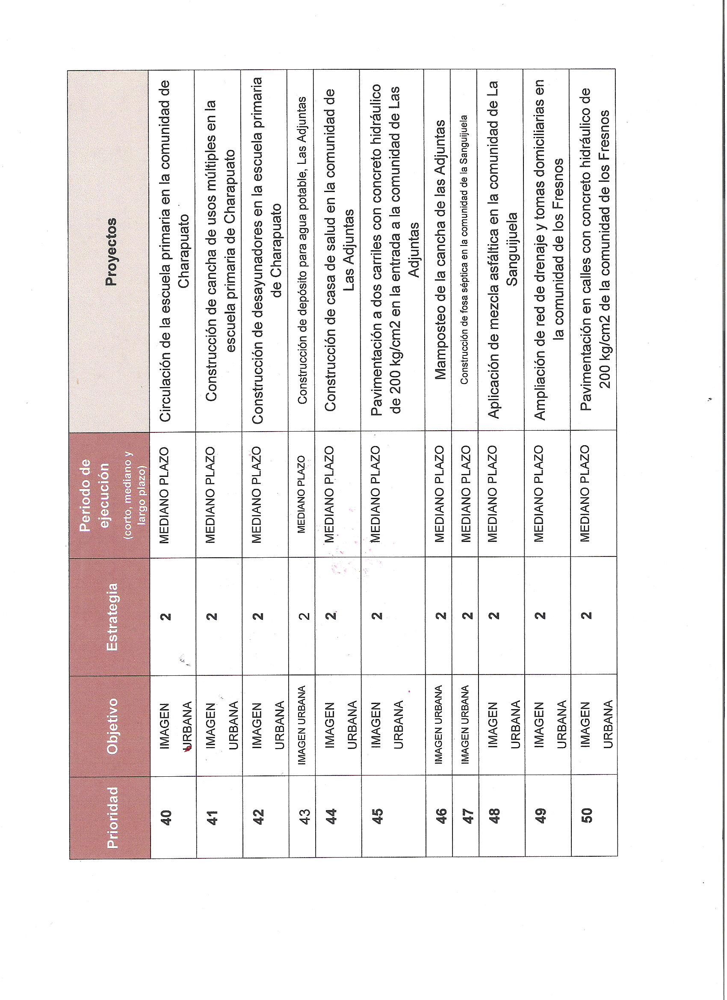 Prioridad
Objetivo
Estrategia
Periodo de
ejecución
(corto, mediano y
largo plazo)
Proyectos
40
IMAGEN
URBANA
2
MEDIANO PLAZO
Circulación de la escuela primaria en la comunidad de
Charapuato
41
IMAGEN
URBANA
2
MEDIANO PLAZO
Construcción de cancha de usos múltiples en la
escuela primaria de Charapuato
42
IMAGEN
URBANA
2
MEDIANO PLAZO
Construcción de desayunadores en la escuela primaria
de Charapuato
43
IMAGEN URBANA
2
MEDIANO PLAZO
Construcción de depósito para agua potable, Las Adjuntas
44
IMAGEN
URBANA
2
MEDIANO PLAZO
Construcción de casa de salud en la comunidad de
Las Adjuntas
45
IMAGEN
URBANA
2
MEDIANO PLAZO
Pavimentación a dos carriles con concreto hidráulico
de 200 kg/cm2 en la entrada a la comunidad de Las
Adjuntas
46
IMAGEN URBANA
2
MEDIANO PLAZO
Mamposteo de la cancha de las Adjuntas
47
IMAGEN URBANA
2
MEDIANO PLAZO
Construcción de fosa séptica en la comunidad de la Sanguijuela
48
IMAGEN
URBANA
2
MEDIANO PLAZO
Aplicación de mezcla asfáltica en la comunidad de La
Sanguijuela
49
IMAGEN
URBANA
2
MEDIANO PLAZO
Ampliación de red de drenaje y tomas domiciliarias en
la comunidad de los Fresnos
50
IMAGEN
URBANA
2
MEDIANO PLAZO
Pavimentación en calles con concreto hidráulico de
200 kg/cm2 de la comunidad de los Fresnos